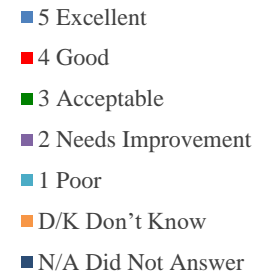 5 Excellent
4 Good
3 Acceptable
2 Needs Improvement
1 Poor
D/K Don’t Know
N/A Did Not Answer